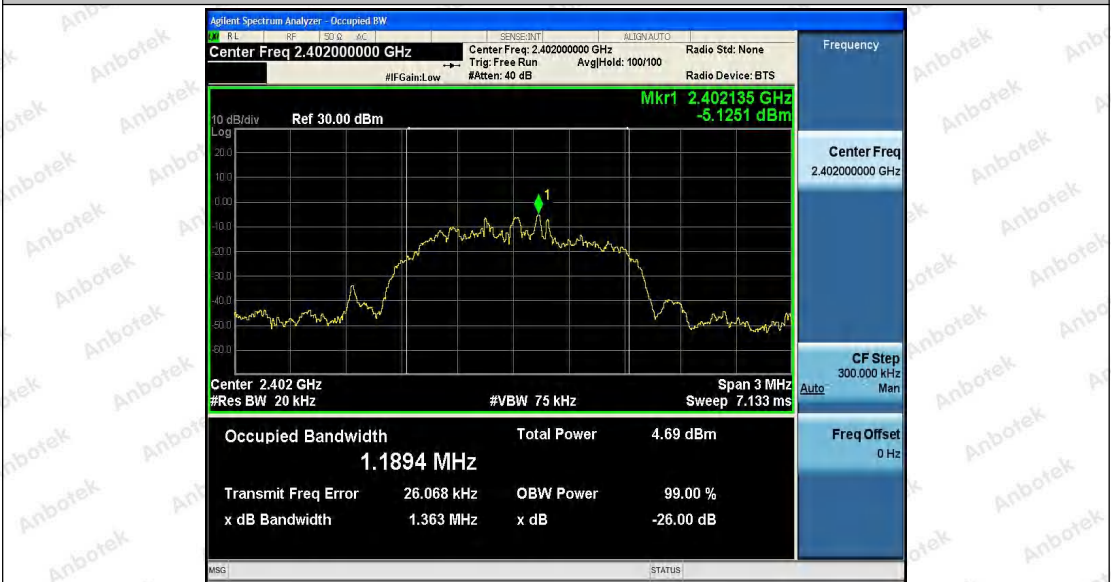 Agilent Spectrum Analyzer - Occupied BW
LXI RL RF 50 Ω AC SENSE:INT ALIGNAUTO
Center Freq 2.402000000 GHz
Center Freq: 2.402000000 GHz Radio Std: None
Trig: Free Run Avg|Hold: 100/100
#IFGain:Low #Atten: 40 dB Radio Device: BTS
Frequency
Mkr1 2.402135 GHz
-5.1251 dBm
10 dB/div Ref 30.00 dBm
Log
20.0
10.0
0.00
-10.0
-20.0
-30.0
-40.0
-50.0
-60.0
1
Center Freq
2.402000000 GHz
Center 2.402 GHz Span 3 MHz
#Res BW 20 kHz #VBW 75 kHz Sweep 7.133 ms
CF Step
300.000 kHz
Auto Man
Occupied Bandwidth Total Power 4.69 dBm
1.1894 MHz
Transmit Freq Error 26.068 kHz OBW Power 99.00 %
x dB Bandwidth 1.363 MHz x dB -26.00 dB
Freq Offset
0 Hz
MSG STATUS
Anbotek